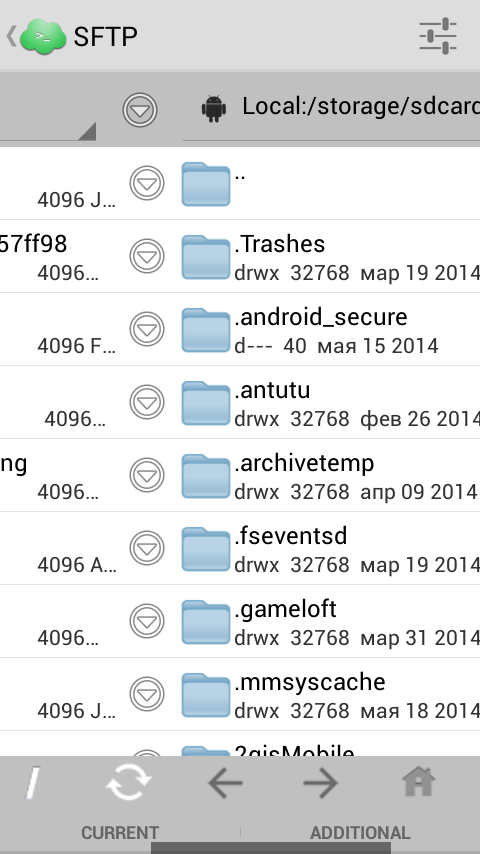 SFTP
Local:/storage/sdcard
4096 J...
..
57ff98
4096...
.Trashes
drwx 32768 мар 19 2014
4096 F...
.android_secure
d--- 40 мая 15 2014
4096...
.antutu
drwx 32768 фев 26 2014
ng
4096...
.archivetemp
drwx 32768 апр 09 2014
4096 A...
.fseventsd
drwx 32768 мар 19 2014
4096...
.gameloft
drwx 32768 мар 31 2014
4096 J...
.mmsyscache
drwx 32768 мая 18 2014
2gisMobile
/
CURRENT
ADDITIONAL